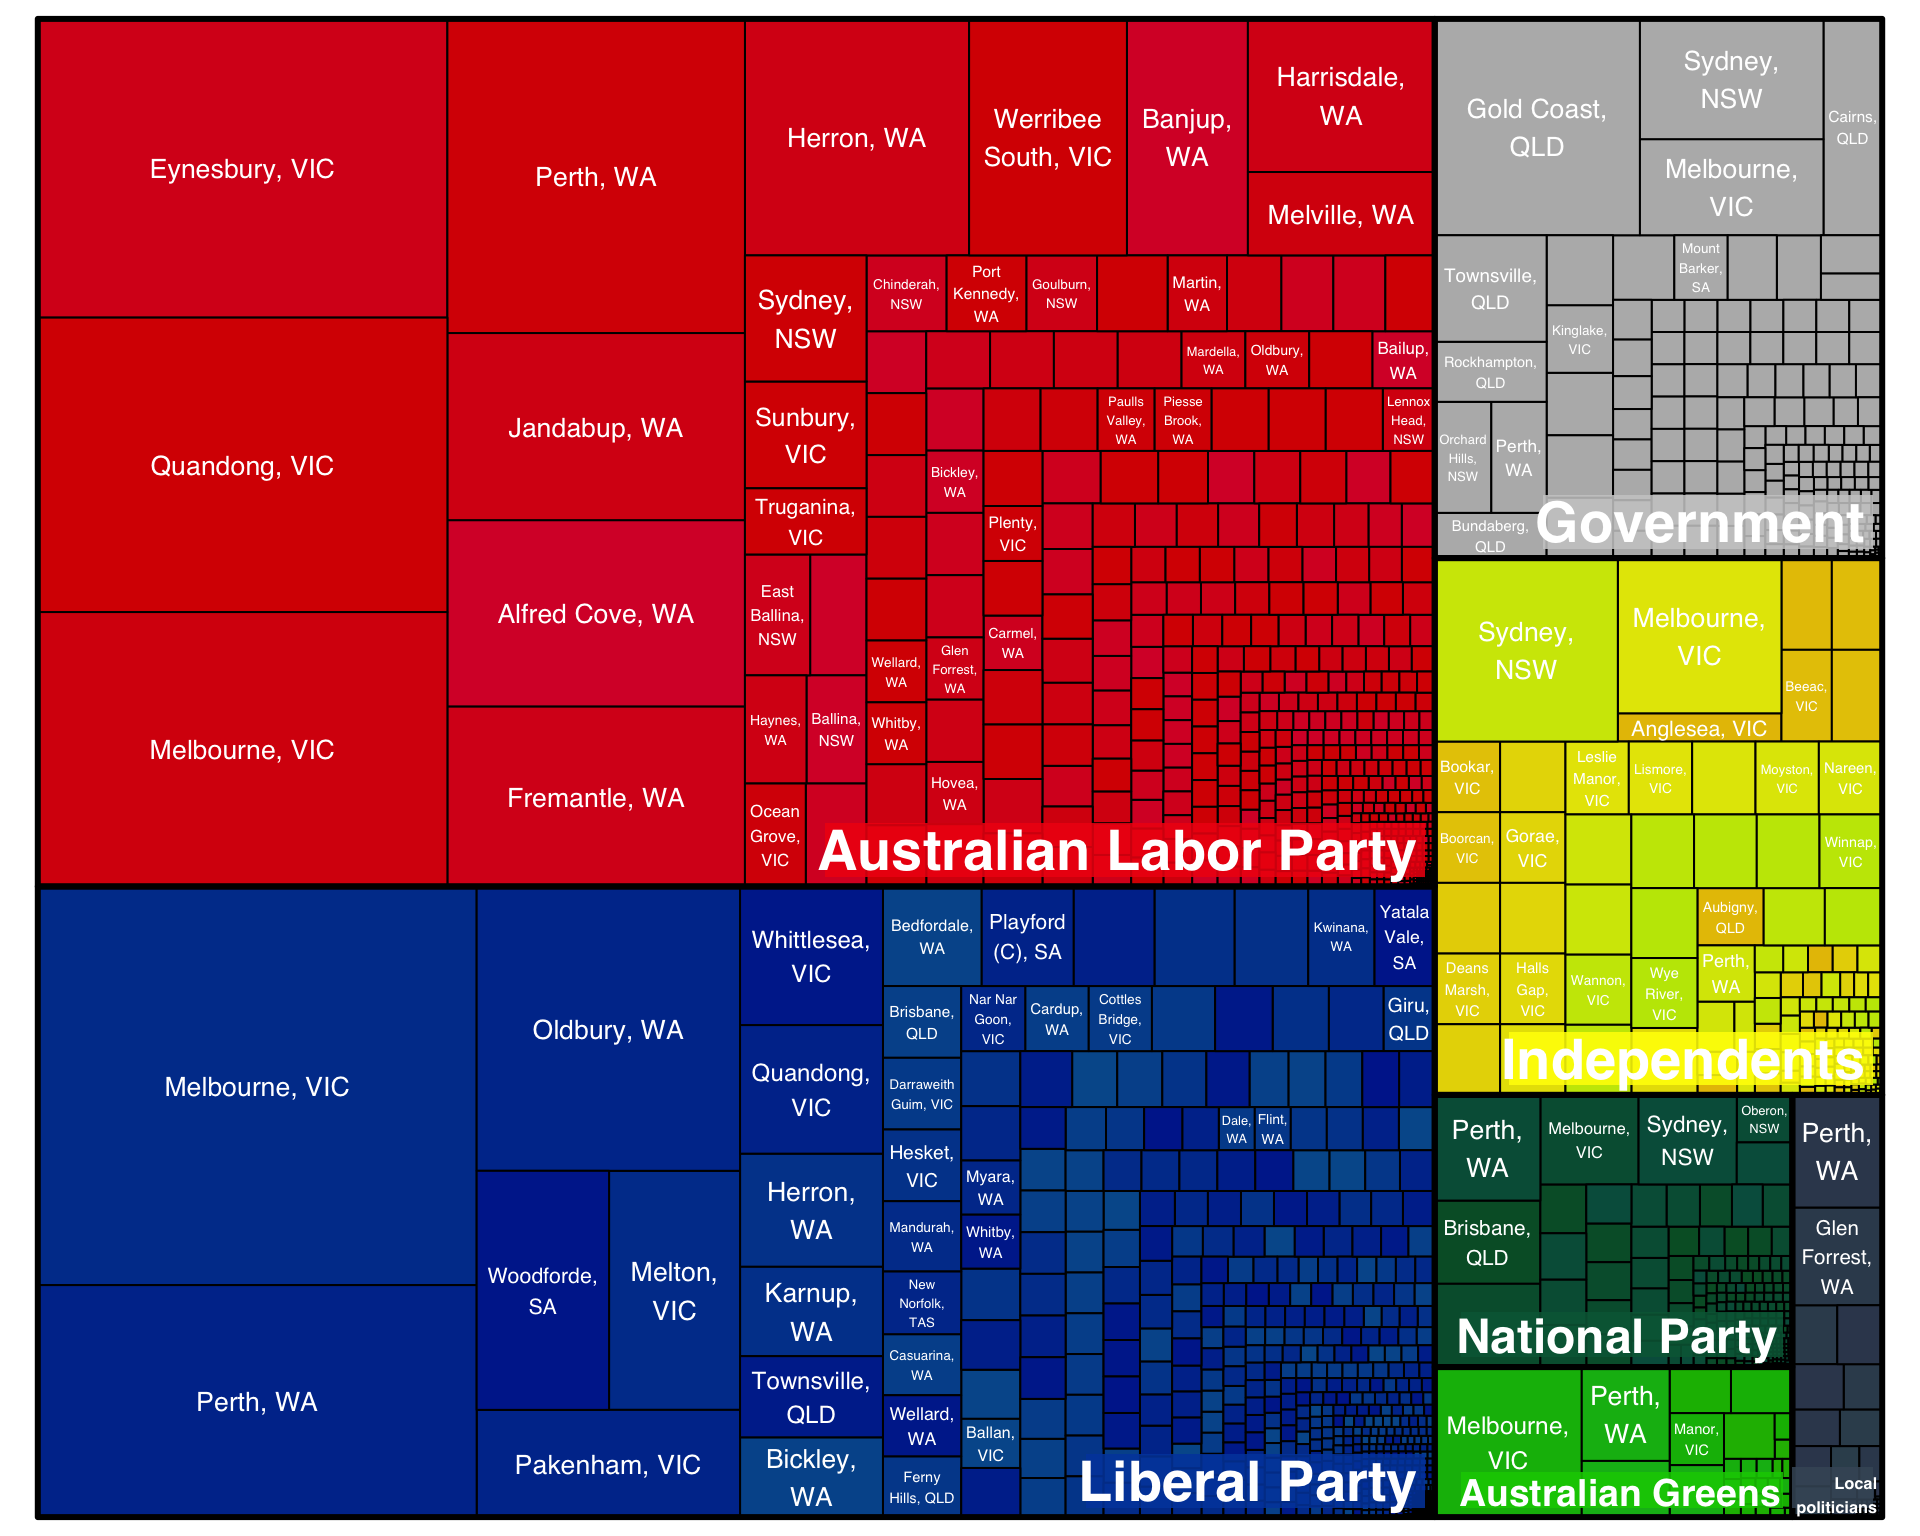 Eynesbury, VIC
Quandong, VIC
Melbourne, VIC
Perth, WA
Jandabup, WA
Alfred Cove, WA
Fremantle, WA
Herron, WA
Werribee
South, VIC
Banjup,
WA
Harrisdale,
WA
Melville, WA
Sydney,
NSW
Sunbury,
VIC
Truganina,
VIC
East
Ballina,
NSW
Haynes,
WA
Ballina,
NSW
Ocean
Grove,
VIC
Chinderah,
NSW
Port
Kennedy,
WA
Goulburn,
NSW
Martin,
WA
Mardella,
WA
Oldbury,
WA
Bailup,
WA
Paulls
Valley,
WA
Piesse
Brook,
WA
Lennox
Head,
NSW
Bickley,
WA
Plenty,
VIC
Carmel,
WA
Wellard,
WA
Glen
Forrest,
WA
Whitby,
WA
Hovea,
WA
Australian Labor Party
Melbourne, VIC
Perth, WA
Oldbury, WA
Woodforde,
SA
Melton,
VIC
Pakenham, VIC
Whittlesea,
VIC
Quandong,
VIC
Herron,
WA
Karnup,
WA
Townsville,
QLD
Bickley,
WA
Bedfordale,
WA
Playford
(C), SA
Kwinana,
WA
Yatala
Vale,
SA
Brisbane,
QLD
Nar Nar
Goon,
VIC
Cardup,
WA
Cottles
Bridge,
VIC
Giru,
QLD
Darraweith
Guim, VIC
Dale,
WA
Flint,
WA
Hesket,
VIC
Myara,
WA
Mandurah,
WA
Whitby,
WA
New
Norfolk,
TAS
Casuarina,
WA
Wellard,
WA
Ballan,
VIC
Ferny
Hills, QLD
Liberal Party
Gold Coast,
QLD
Sydney,
NSW
Melbourne,
VIC
Cairns,
QLD
Townsville,
QLD
Mount
Barker,
SA
Kinglake,
VIC
Rockhampton,
QLD
Orchard
Hills,
NSW
Perth,
WA
Bundaberg,
QLD
Government
Sydney,
NSW
Melbourne,
VIC
Anglesea, VIC
Beeac,
VIC
Bookar,
VIC
Leslie
Manor,
VIC
Lismore,
VIC
Moyston,
VIC
Nareen,
VIC
Boorcan,
VIC
Gorae,
VIC
Winnap,
VIC
Aubigny,
QLD
Deans
Marsh,
VIC
Halls
Gap,
VIC
Wannon,
VIC
Wye
River,
VIC
Perth,
WA
Independents
Perth,
WA
Melbourne,
VIC
Sydney,
NSW
Oberon,
NSW
Brisbane,
QLD
National Party
Perth,
WA
Glen
Forrest,
WA
Local
politicians
Melbourne,
VIC
Perth,
WA
Manor,
VIC
Australian Greens